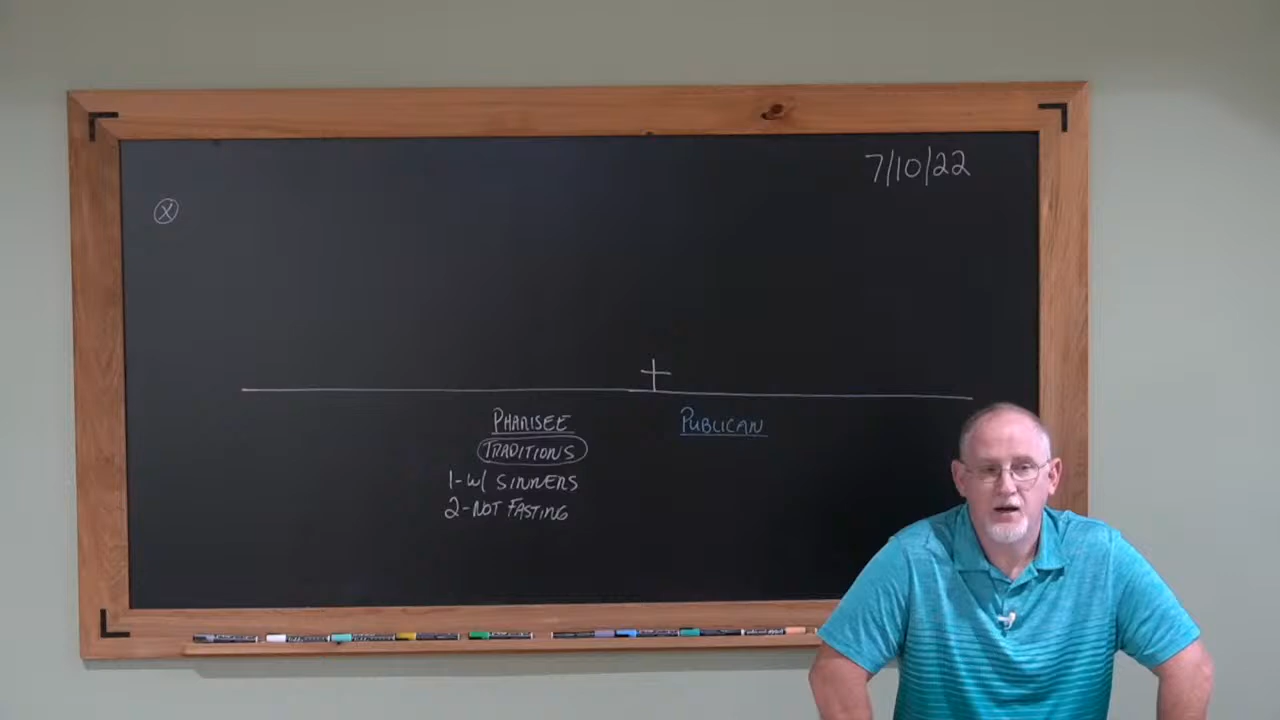 7/10/22
X
PHARISEE
PUBLICAN
TRADITIONS
1-W/ SINNERS
2-NOT FASTING